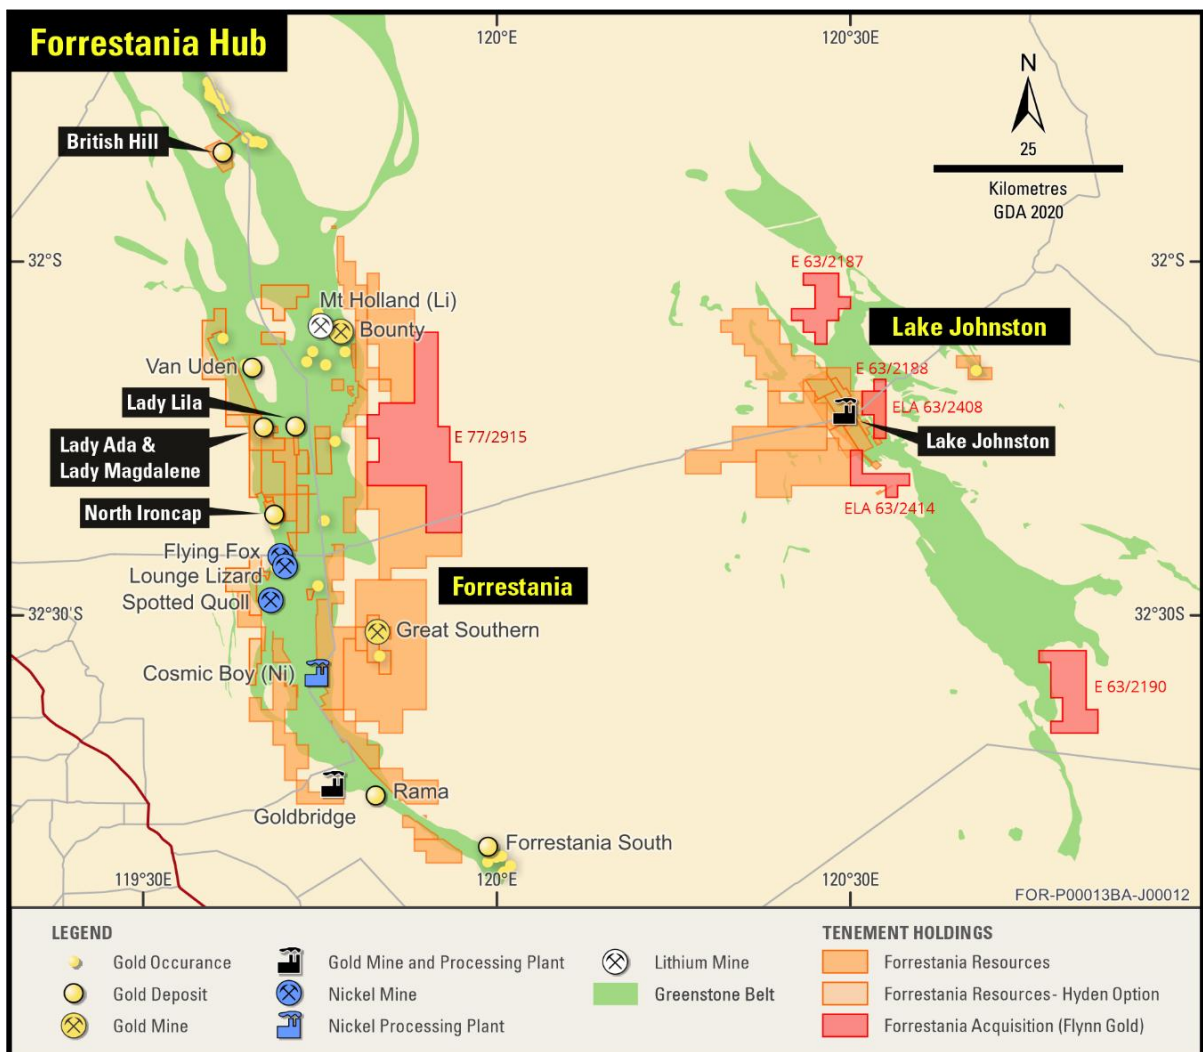 Forrestania Hub
120°E
120°30'E
N
25
Kilometres
GDA 2020
British Hill
32°S
32°S
E 63/2187
Mt Holland (Li)
Bounty
Lake Johnston
Van Uden
E 63/2188
Lady Lila
ELA 63/2408
Lady Ada &
Lady Magdalene
E 77/2915
Lake Johnston
North Ironcap
ELA 63/2414
Flying Fox
Lounge Lizard
Forrestania
Spotted Quoll
32°30'S
32°30'S
Great Southern
Cosmic Boy (Ni)
E 63/2190
Rama
Goldbridge
Forrestania South
119°30'E
120°E
120°30'E
FOR-P00013BA-J00012
LEGEND
Gold Occurance
Gold Deposit
Gold Mine
Gold Mine and Processing Plant
Nickel Mine
Nickel Processing Plant
Lithium Mine
Greenstone Belt
TENEMENT HOLDINGS
Forrestania Resources
Forrestania Resources- Hyden Option
Forrestania Acquisition (Flynn Gold)